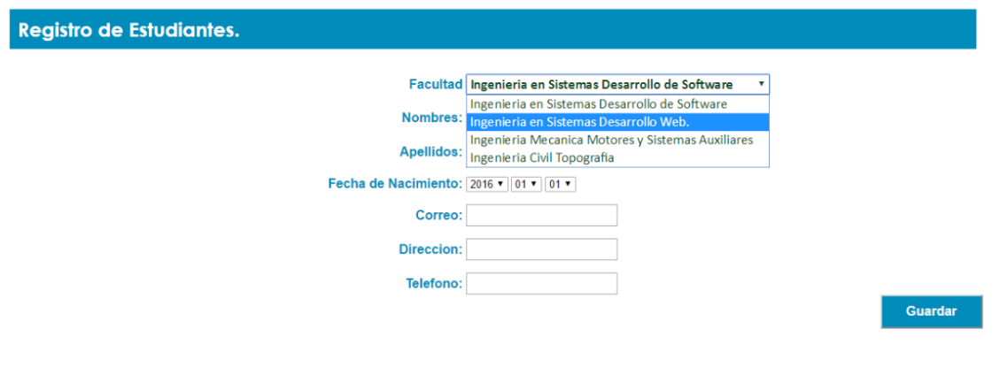 Registro de Estudiantes.
Facultad Ingenieria en Sistemas Desarrollo de Software
Ingenieria en Sistemas Desarrollo de Software
Nombres: Ingenieria en Sistemas Desarrollo Web.
Ingenieria Mecanica Motores y Sistemas Auxiliares
Apellidos: Ingenieria Civil Topografia
Fecha de Nacimiento: 2016 01 01
Correo:
Direccion:
Telefono:
Guardar